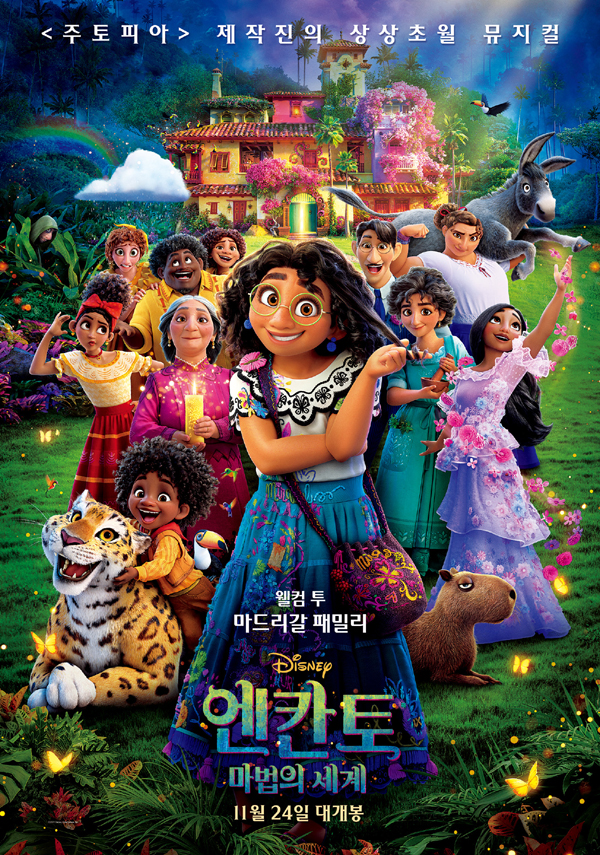 <주토피아> 제작진의 상상초월 뮤지컬
웰컴 투
마드리갈 패밀리
DISNEY
엔칸토
마법의 세계
11월 24일 대개봉